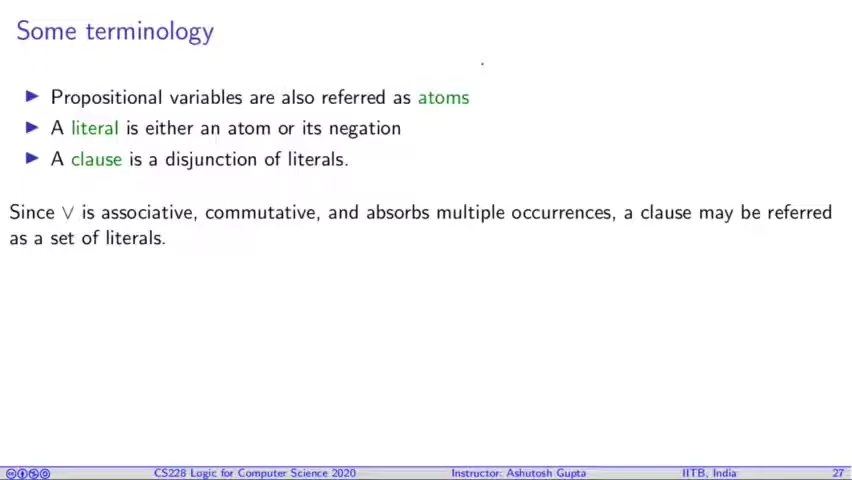 Some terminology
▶ Propositional variables are also referred as atoms
▶ A literal is either an atom or its negation
▶ A clause is a disjunction of literals.
Since ∨ is associative, commutative, and absorbs multiple occurrences, a clause may be referred
as a set of literals.
CS228 Logic for Computer Science 2020 Instructor: Ashutosh Gupta IITB, India 27